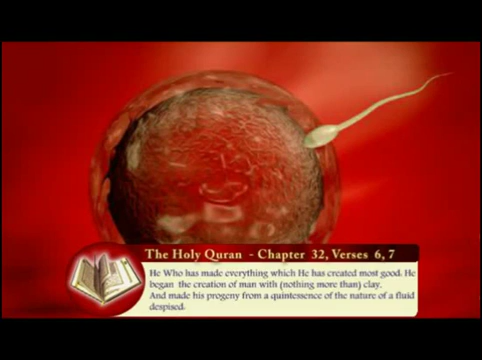 The Holy Quran - Chapter 32, Verses 6, 7
He Who has made everything which He has created most good. He
began the creation of man with (nothing more than) clay,
And made his progeny from a quintessence of the nature of a fluid
despised.